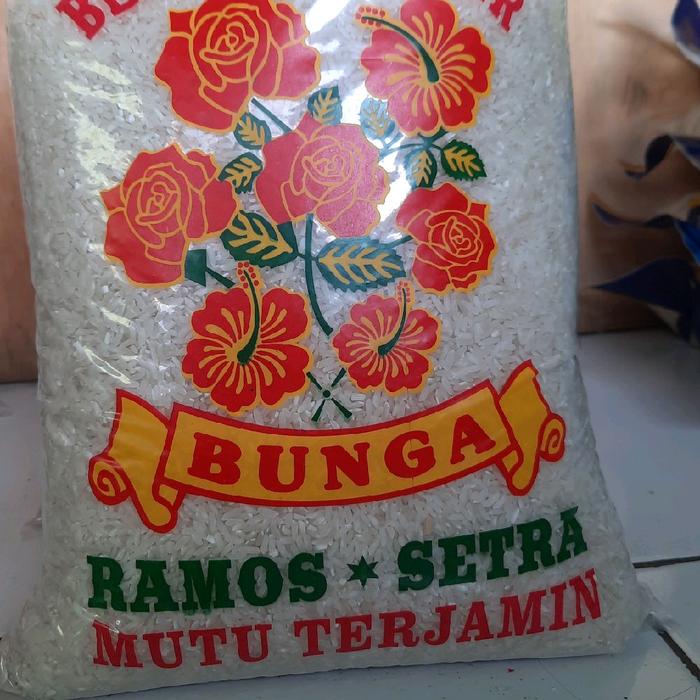 BUNGA
RAMOS * SETRA
MUTU TERJAMIN